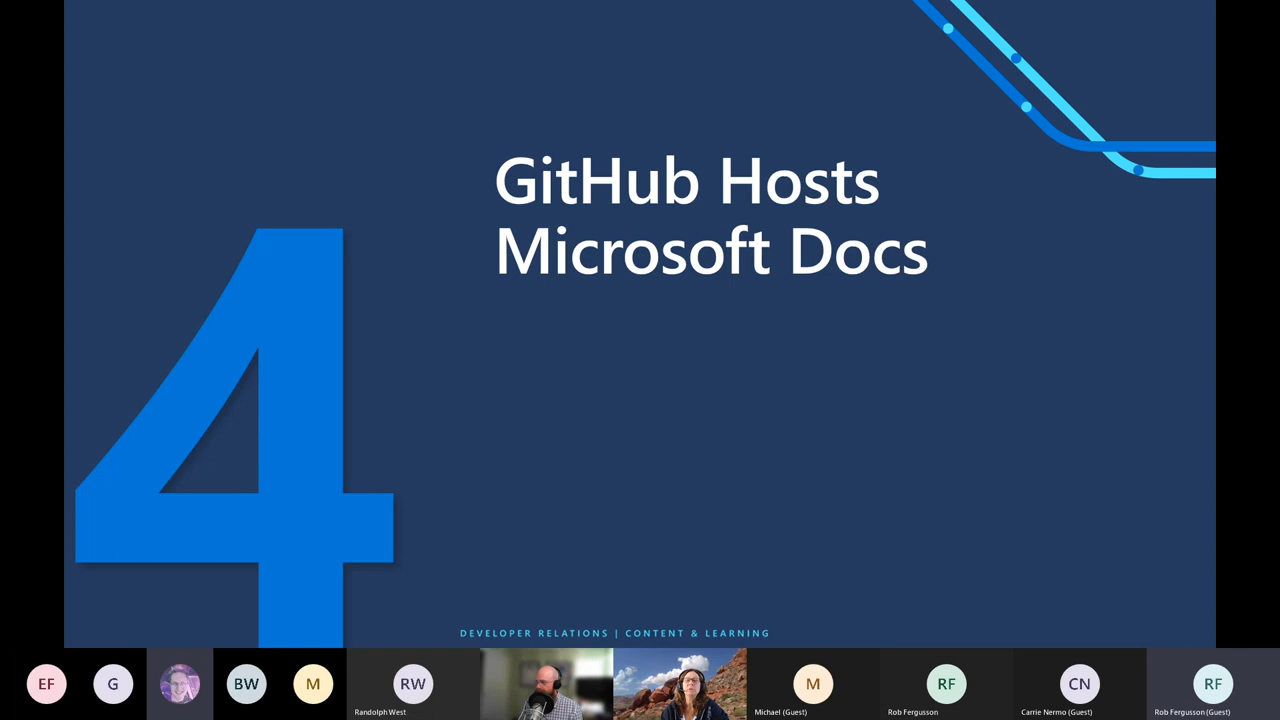 GitHub Hosts
Microsoft Docs
4
DEVELOPER RELATIONS | CONTENT & LEARNING
EF
G
BW
M
RW
Randolph West
M
Michael (Guest)
RF
Rob Fergusson
CN
Carrie Nermo (Guest)
RF
Rob Fergusson (Guest)